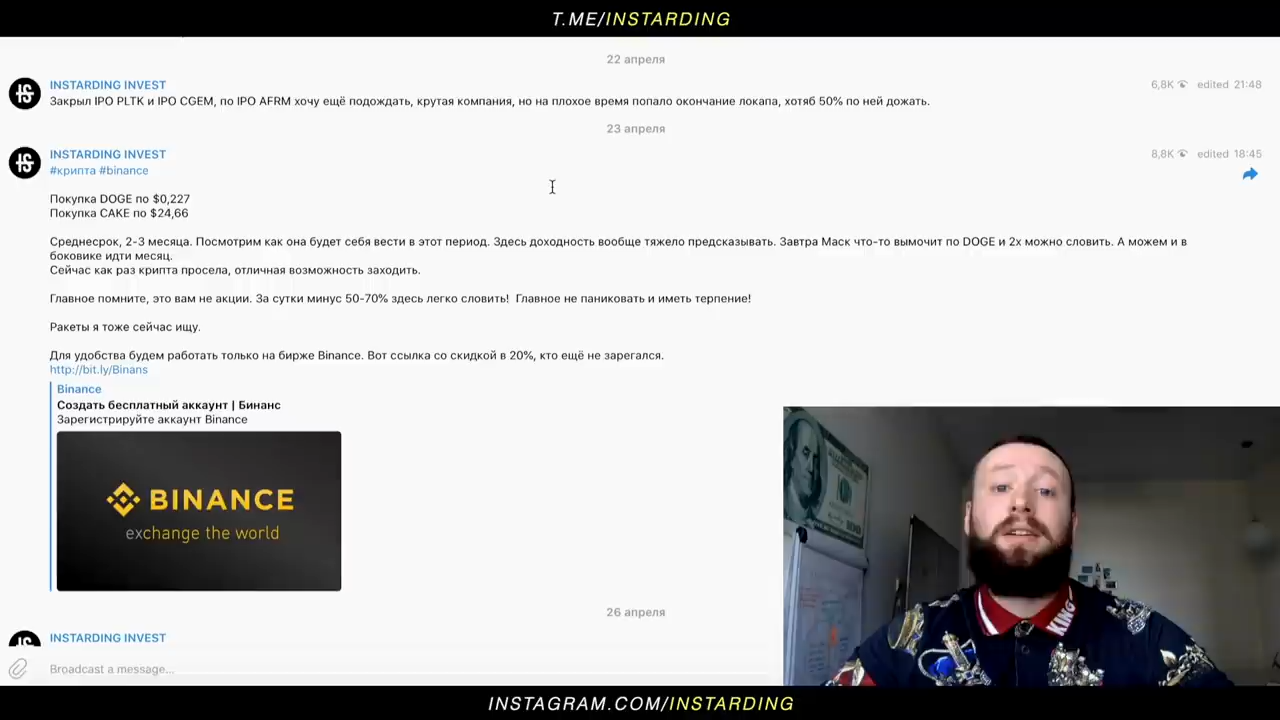 T.ME/INSTARDING
22 апреля
INSTARDING INVEST
6,8K edited 21:48
Закрыл IPO PLTK и IPO CGEM, по IPO AFRM хочу ещё подождать, крутая компания, но на плохое время попало окончание локапа, хотяб 50% по ней дожать.
23 апреля
INSTARDING INVEST
8,8K edited 18:45
#крипта #binance
Покупка DOGE по $0,227
Покупка CAKE по $24,66
Среднесрок, 2-3 месяца. Посмотрим как она будет себя вести в этот период. Здесь доходность вообще тяжело предсказывать. Завтра Маск что-то вымочит по DOGE и 2x можно словить. А можем и в
боковике идти месяц.
Сейчас как раз крипта просела, отличная возможность заходить.
Главное помните, это вам не акции. За сутки минус 50-70% здесь легко словить! Главное не паниковать и иметь терпение!
Ракеты я тоже сейчас ищу.
Для удобства будем работать только на бирже Binance. Вот ссылка со скидкой в 20%, кто ещё не зарегался.
http://bit.ly/Binans
Binance
Создать бесплатный аккаунт | Бинанс
Зарегистрируйте аккаунт Binance
BINANCE
exchange the world
26 апреля
INSTARDING INVEST
Broadcast a message...
100
KING
INSTAGRAM.COM/INSTARDING